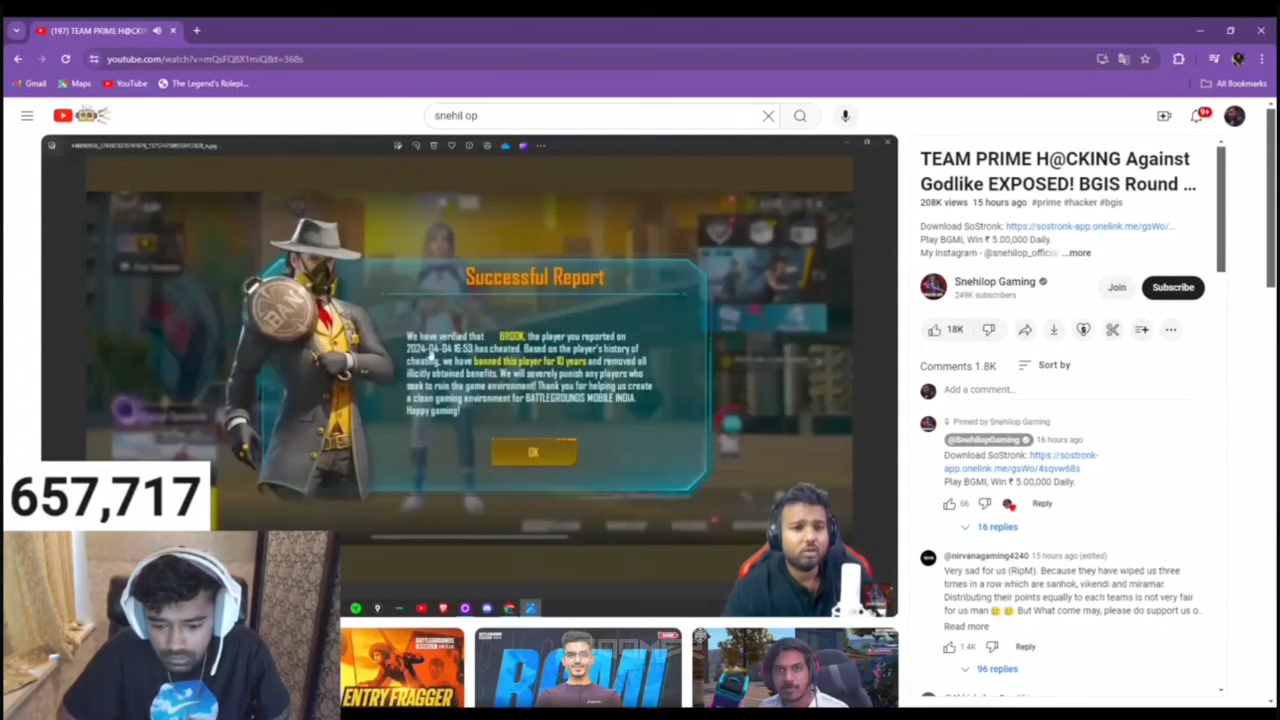 (197) TEAM PRIME H@CKIN
youtube.com/watch?v=mQsFQ8X1miQ&t=368s
Gmail
Maps
YouTube
The Legend's Rolepl...
All Bookmarks
snehil op
9+
Successful Report
We have verified that BROOK, the player you reported on
2024-04-04 16:53 has cheated. Based on the player's history of
cheating, we have banned this player for 10 years and removed all
illicitly obtained benefits. We will severely punish any players who
seek to ruin the game environment! Thank you for helping us create
a clean gaming environment for BATTLEGROUNDS MOBILE INDIA.
Happy gaming!
OK
657,717
BATTLEGROUNDS
ENTRY FRAGGER
LIVE
TEAM PRIME H@CKING Against
Godlike EXPOSED! BGIS Round ...
208K views 15 hours ago #prime #hacker #bgis
Download SoStronk: https://sostronk-app.onelink.me/gsWo/...
Play BGMI, Win ₹ 5.00,000 Daily.
My Instagram - @snehilop_official ...more
Snehilop Gaming
249K subscribers
Join
Subscribe
18K
Comments 1.8K
Sort by
Add a comment...
Pinned by Snehilop Gaming
@SnehilopGaming 16 hours ago
Download SoStronk: https://sostronk-
app.onelink.me/gsWo/4sqvw68s
Play BGMI, Win ₹ 5.00,000 Daily.
66
Reply
16 replies
@nirvanagaming4240 15 hours ago (edited)
Very sad for us (RipM). Because they have wiped us three
times in a row which are sanhok, vikendi and miramar.
Distributing their points equally to each teams is not very fair
for us man But What come may, please do support us o..
Read more
1.4K
Reply
96 replies